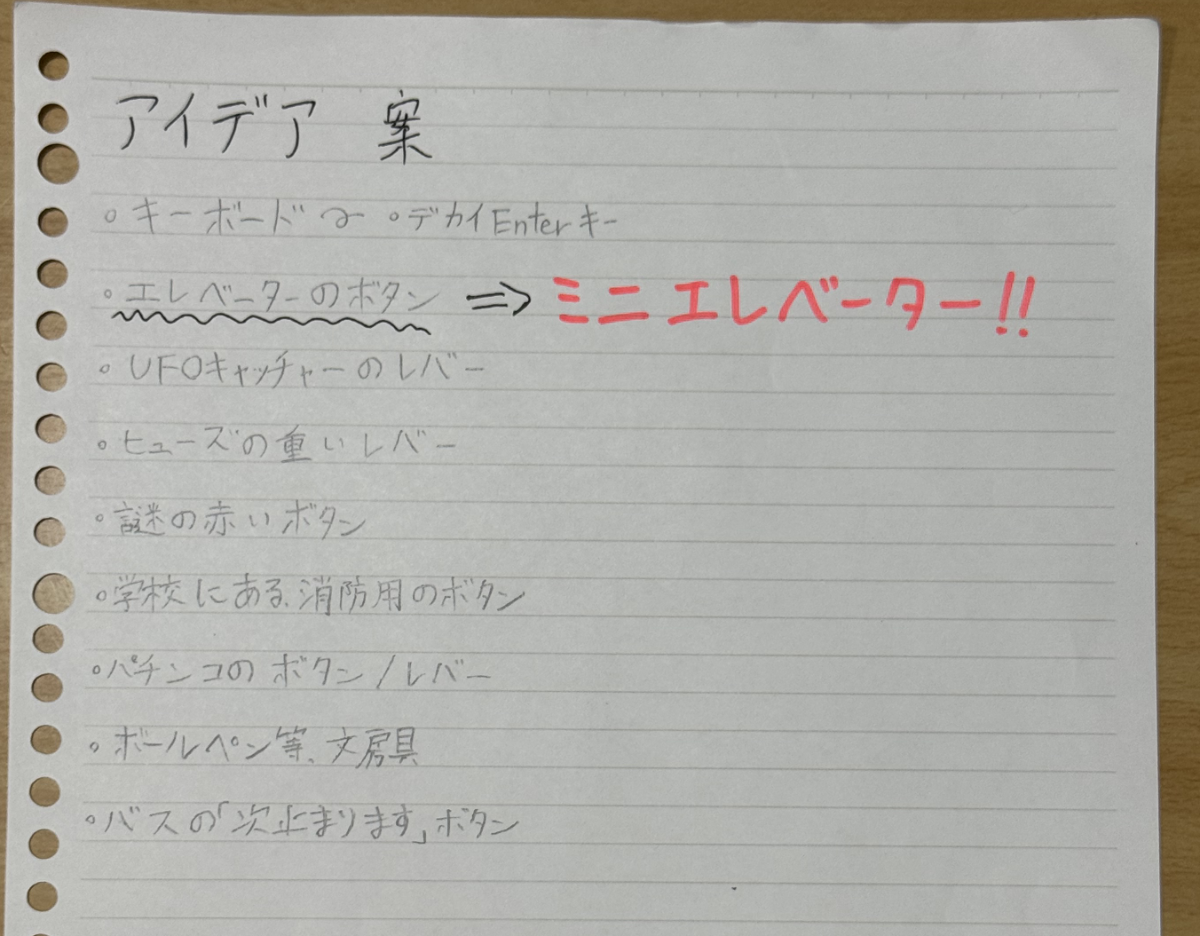 アイデア 案
○キーボード 〜 ○デカイEnterキー
○エレベーターのボタン ⇒ ミニエレベーター!!
○UFOキャッチャーのレバー
○ヒューズの重いレバー
○謎の赤いボタン
○学校にある、消防用のボタン
○パチンコのボタン/レバー
○ボールペン等、文房具
○バスの「次止まります」ボタン